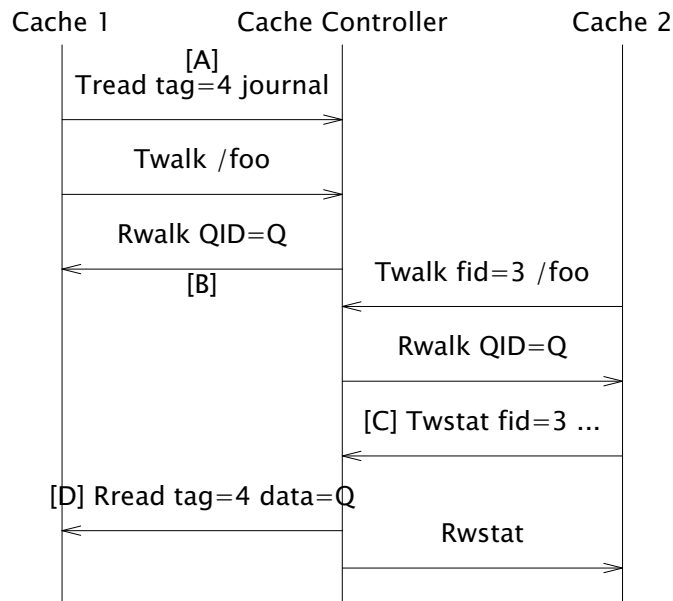 Cache 1 Cache Controller Cache 2
[A]
Tread tag=4 journal
Twalk /foo
Rwalk QID=Q
[B]
Twalk fid=3 /foo
Rwalk QID=Q
[C] Twstat fid=3 ...
[D] Rread tag=4 data=Q
Rwstat